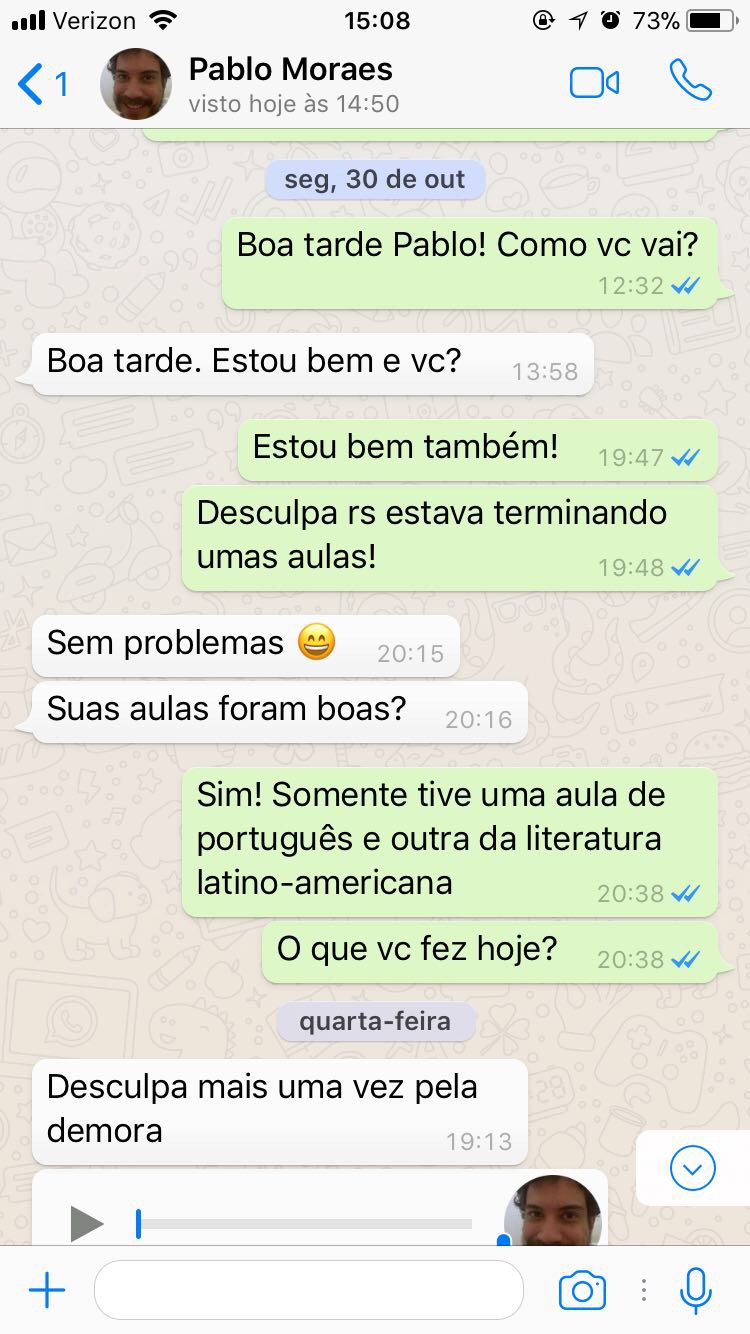 Verizon 15:08 73%
1 Pablo Moraes
visto hoje às 14:50
seg, 30 de out
Boa tarde Pablo! Como vc vai?
12:32
Boa tarde. Estou bem e vc? 13:58
Estou bem também! 19:47
Desculpa rs estava terminando
umas aulas! 19:48
Sem problemas 😄 20:15
Suas aulas foram boas? 20:16
Sim! Somente tive uma aula de
português e outra da literatura
latino-americana 20:38
O que vc fez hoje? 20:38
quarta-feira
Desculpa mais uma vez pela
demora 19:13